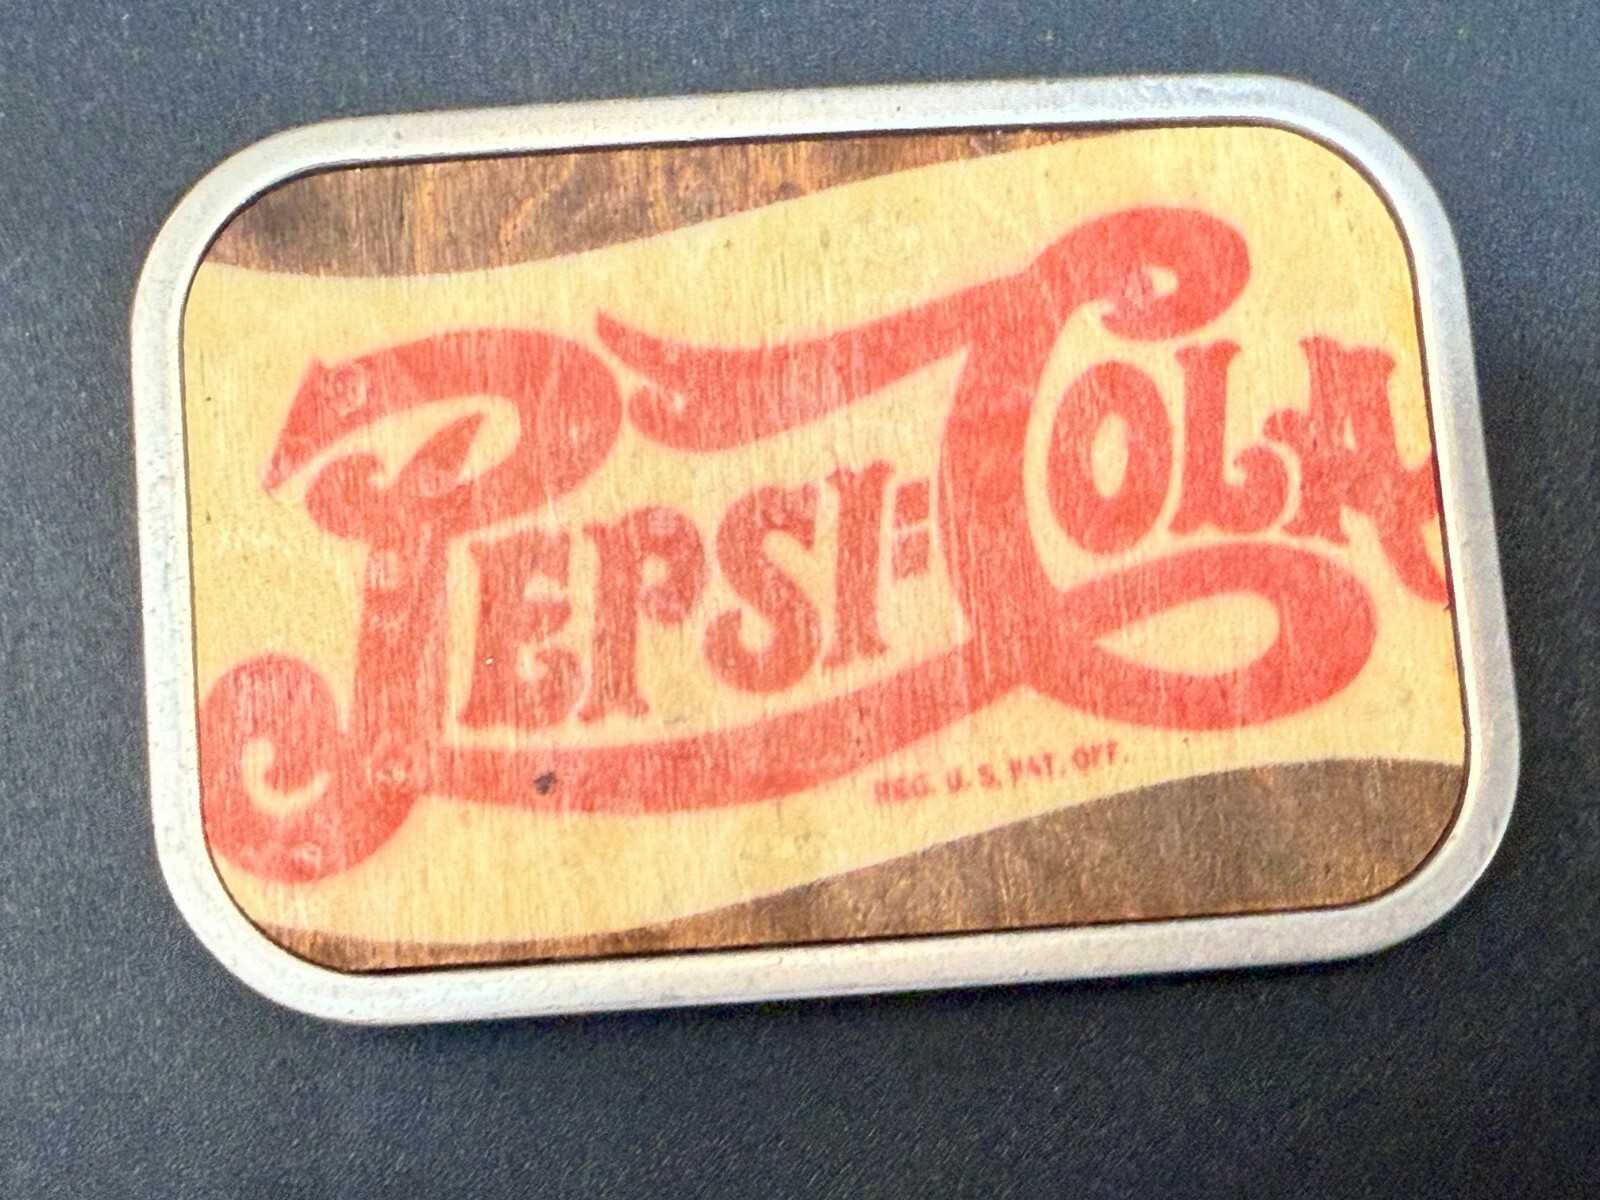 PEPSI=COLA
REG. U. S. PAT. OFF.